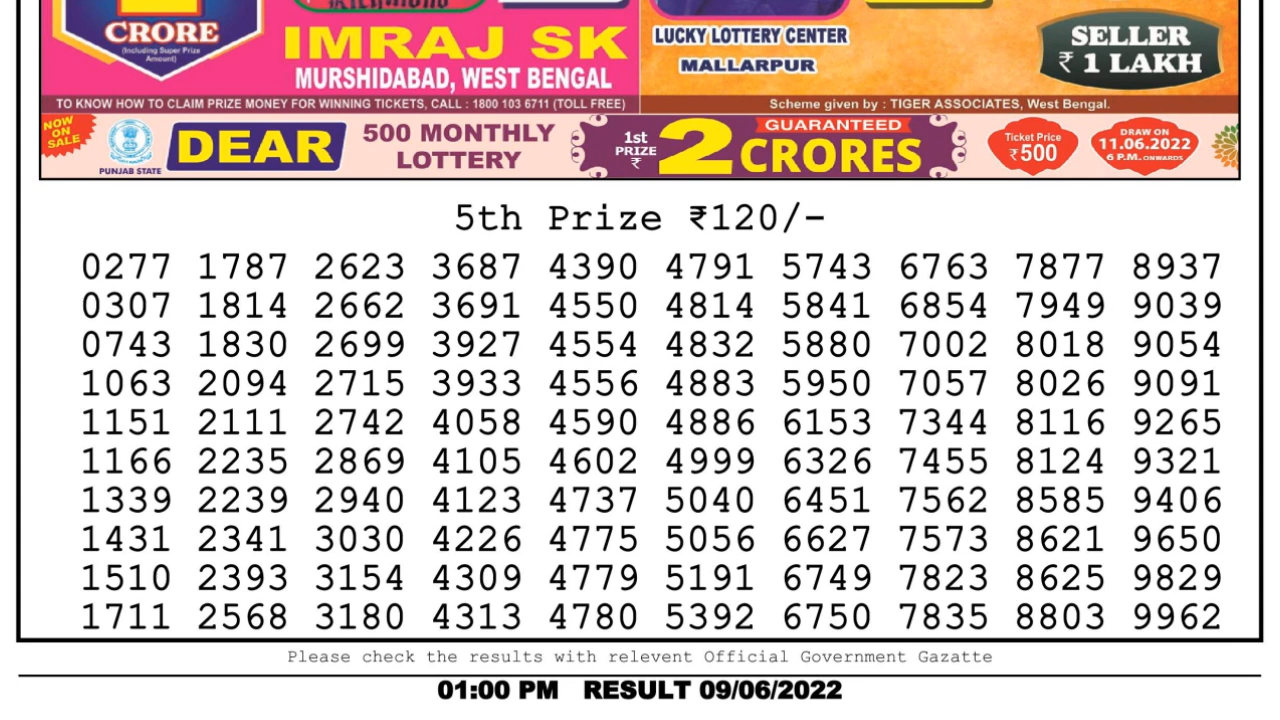 CRORE
(Including Super Prize
Amount)
IMRAJ SK
MURSHIDABAD, WEST BENGAL
LUCKY LOTTERY CENTER
MALLARPUR
SELLER
₹ 1 LAKH
TO KNOW HOW TO CLAIM PRIZE MONEY FOR WINNING TICKETS, CALL : 1800 103 6711 (TOLL FREE)
Scheme given by : TIGER ASSOCIATES, West Bengal.
NOW
ON
SALE
PUNJAB STATE
DEAR
500 MONTHLY
LOTTERY
1st
PRIZE
₹
2
GUARANTEED
CRORES
Ticket Price
₹500
DRAW ON
11.06.2022
6 P.M. ONWARDS
5th Prize ₹120/-
0277 1787 2623 3687 4390 4791 5743 6763 7877 8937
0307 1814 2662 3691 4550 4814 5841 6854 7949 9039
0743 1830 2699 3927 4554 4832 5880 7002 8018 9054
1063 2094 2715 3933 4556 4883 5950 7057 8026 9091
1151 2111 2742 4058 4590 4886 6153 7344 8116 9265
1166 2235 2869 4105 4602 4999 6326 7455 8124 9321
1339 2239 2940 4123 4737 5040 6451 7562 8585 9406
1431 2341 3030 4226 4775 5056 6627 7573 8621 9650
1510 2393 3154 4309 4779 5191 6749 7823 8625 9829
1711 2568 3180 4313 4780 5392 6750 7835 8803 9962
Please check the results with relevent Official Government Gazatte
01:00 PM RESULT 09/06/2022